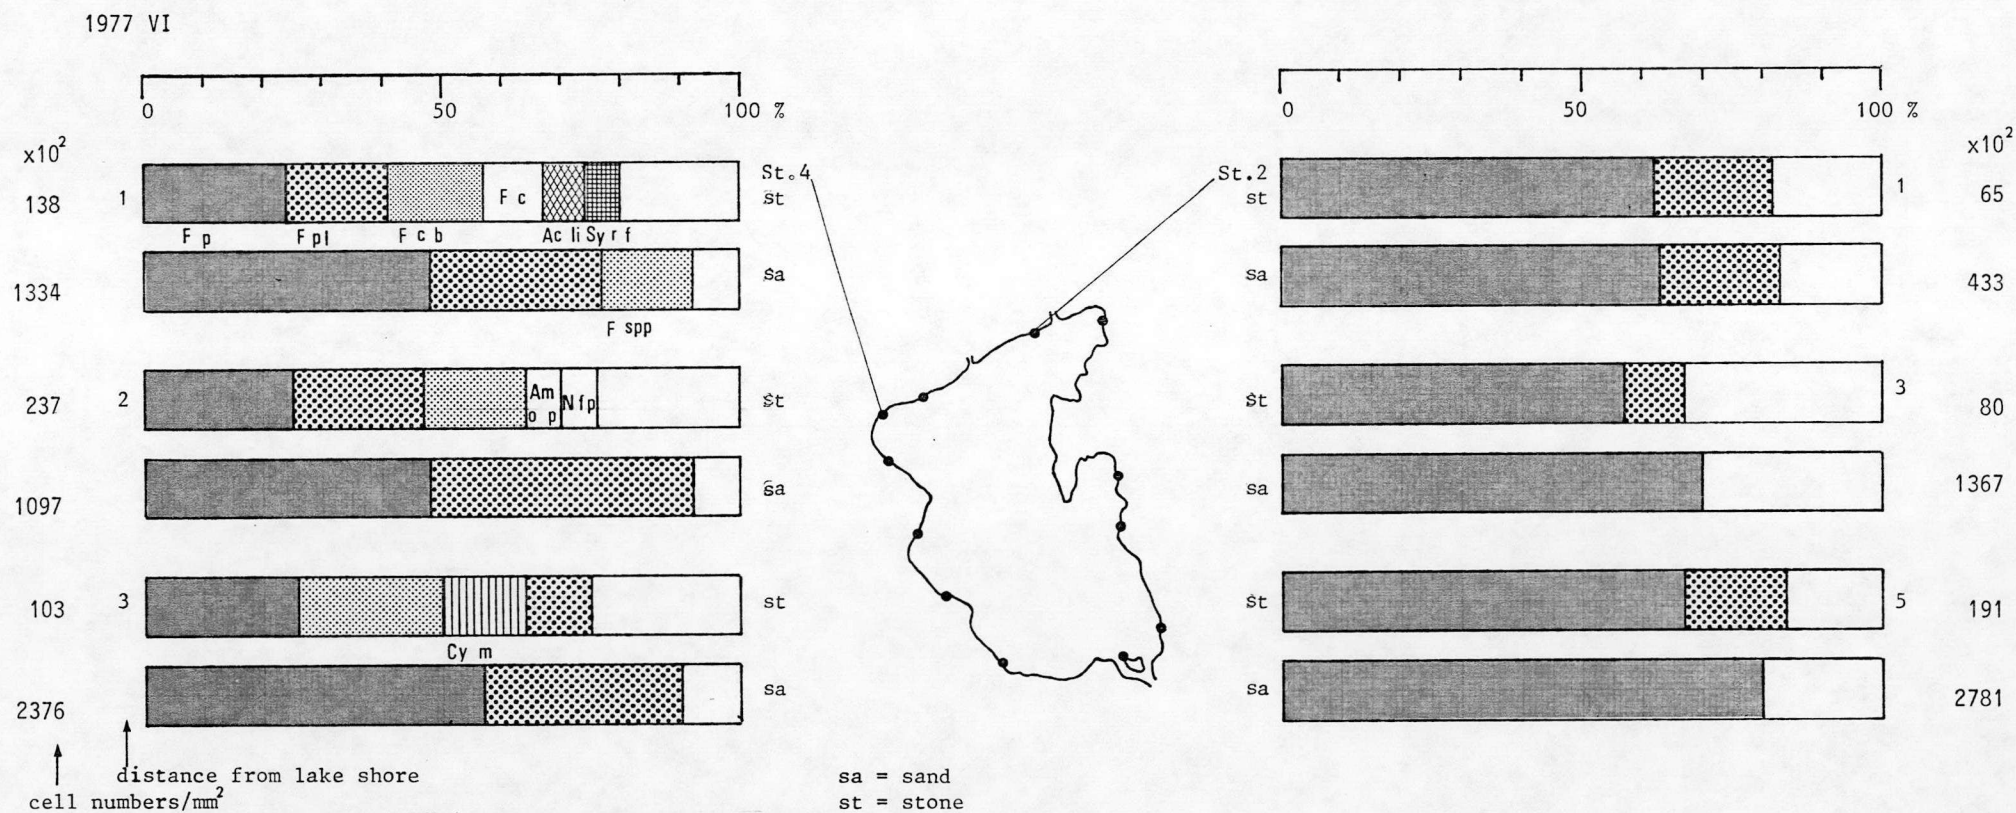 1977 VI
0 50 100 %
0 50 100 %
x10²
x10²
138 1 F c St.4 st
F p F pl F c b Ac li Sy r f
1334 sa
F spp
237 2 Am o p N f p st
1097 sa
103 3 st
Cy m
2376 sa
St.2
st 1 65
sa 433
st 3 80
sa 1367
st 5 191
sa 2781
distance from lake shore
cell numbers/mm²
sa = sand
st = stone